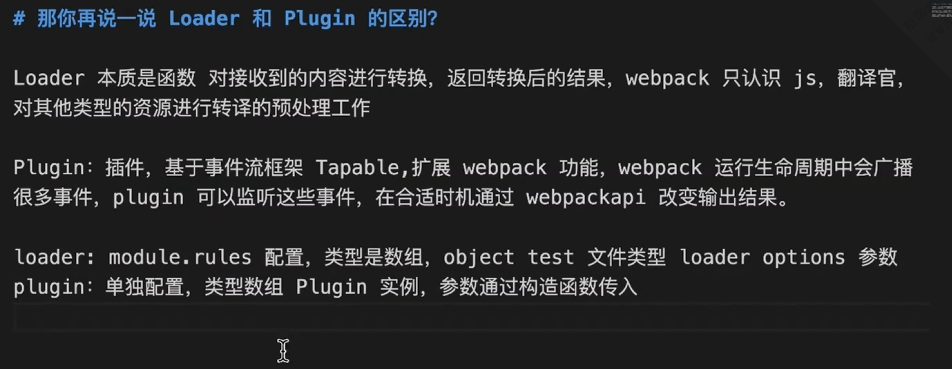 # 那你再说一说 Loader 和 Plugin 的区别？
Loader 本质是函数 对接收到的内容进行转换，返回转换后的结果，webpack 只认识 js，翻译官，
对其他类型的资源进行转译的预处理工作
Plugin：插件，基于事件流框架 Tapable,扩展 webpack 功能，webpack 运行生命周期中会广播
很多事件，plugin 可以监听这些事件，在合适时机通过 webpackapi 改变输出结果。
loader: module.rules 配置，类型是数组，object test 文件类型 loader options 参数
plugin：单独配置，类型数组 Plugin 实例，参数通过构造函数传入